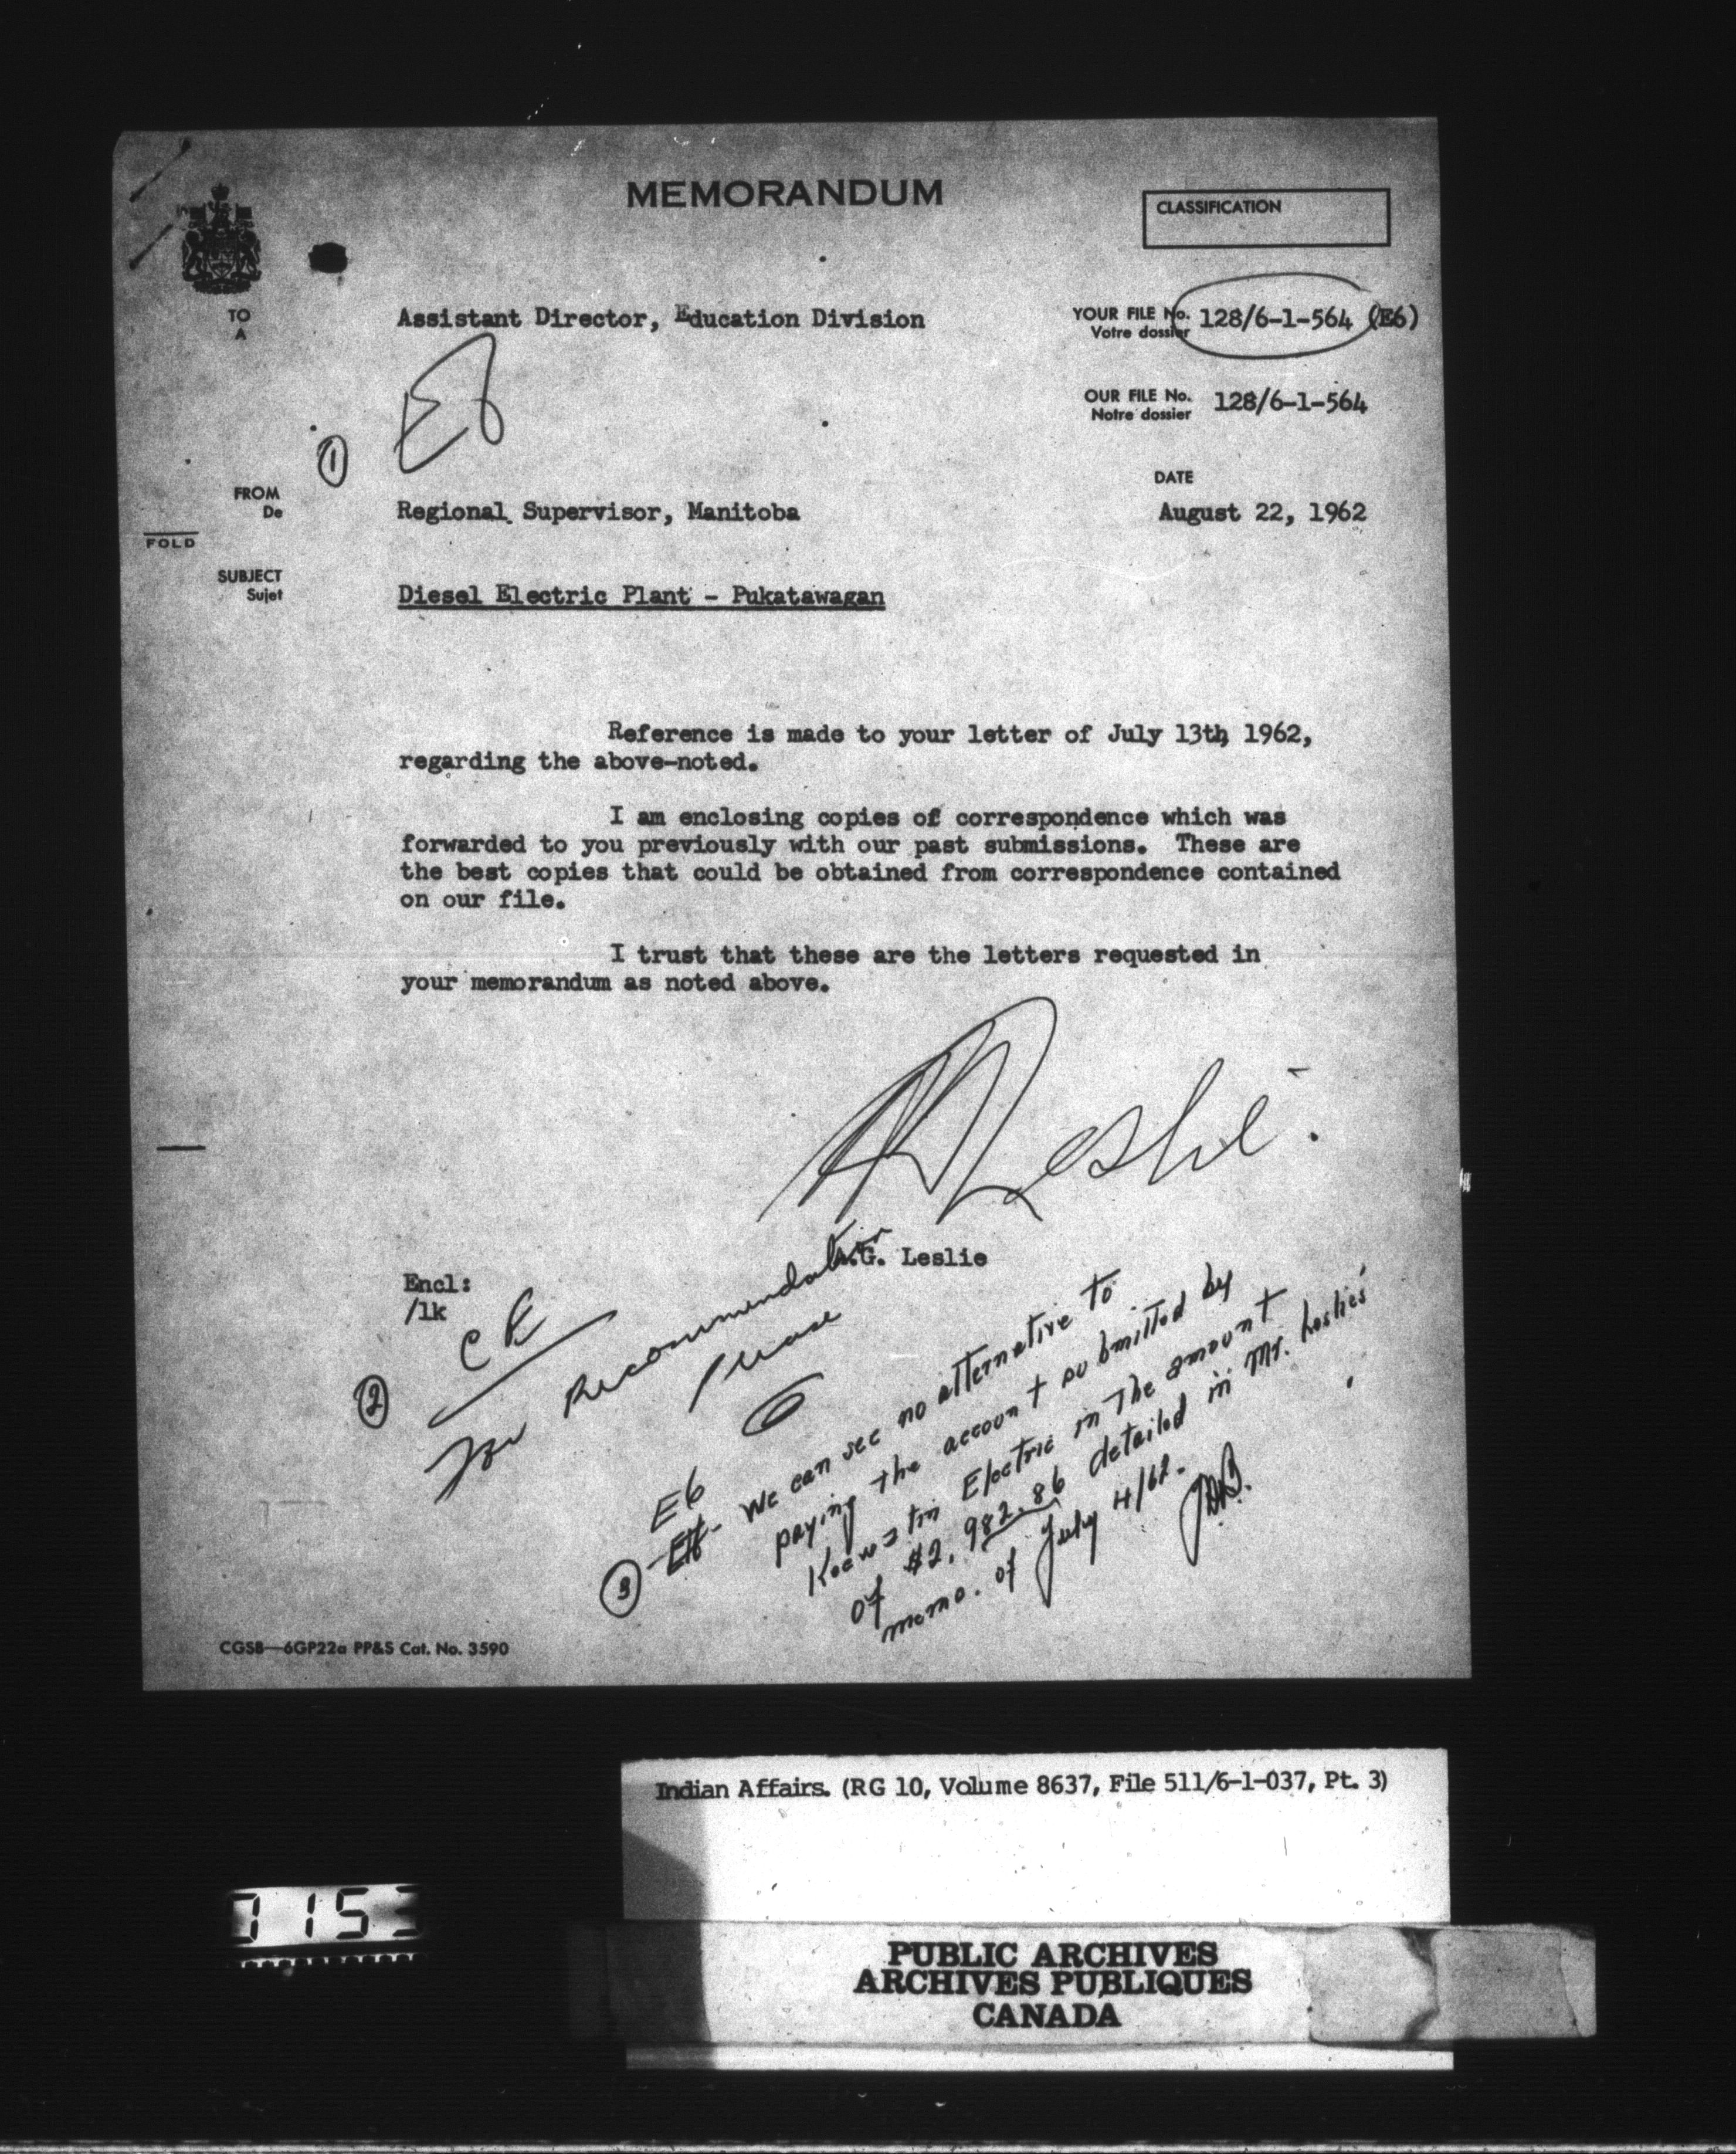 MEMORANDUM
CLASSIFICATION
TO
A
Assistant Director, Education Division
YOUR FILE No.
Votre dossier
128/6-1-564 (E6)
E6
OUR FILE No.
Notre dossier
128/6-1-564
1
FROM
De
Regional Supervisor, Manitoba
DATE
August 22, 1962
FOLD
SUBJECT
Sujet
Diesel Electric Plant - Pukatawagan
Reference is made to your letter of July 13th, 1962,
regarding the above-noted.
I am enclosing copies of correspondence which was
forwarded to you previously with our past submissions. These are
the best copies that could be obtained from correspondence contained
on our file.
I trust that these are the letters requested in
your memorandum as noted above.
A.G. Leslie
Encl:
/lk
2
CE
For Recommendation
Please
3
E6
We can see no alternative to
paying the account submitted by
Keewatin Electric in the amount
of $2,982.86 detailed in Mr. Leslies'
memo. of July 4/62.
CGSB—6GP22a PP&S Cat. No. 3590
Indian Affairs. (RG 10, Volume 8637, File 511/6-1-037, Pt. 3)
7153
PUBLIC ARCHIVES
ARCHIVES PUBLIQUES
CANADA